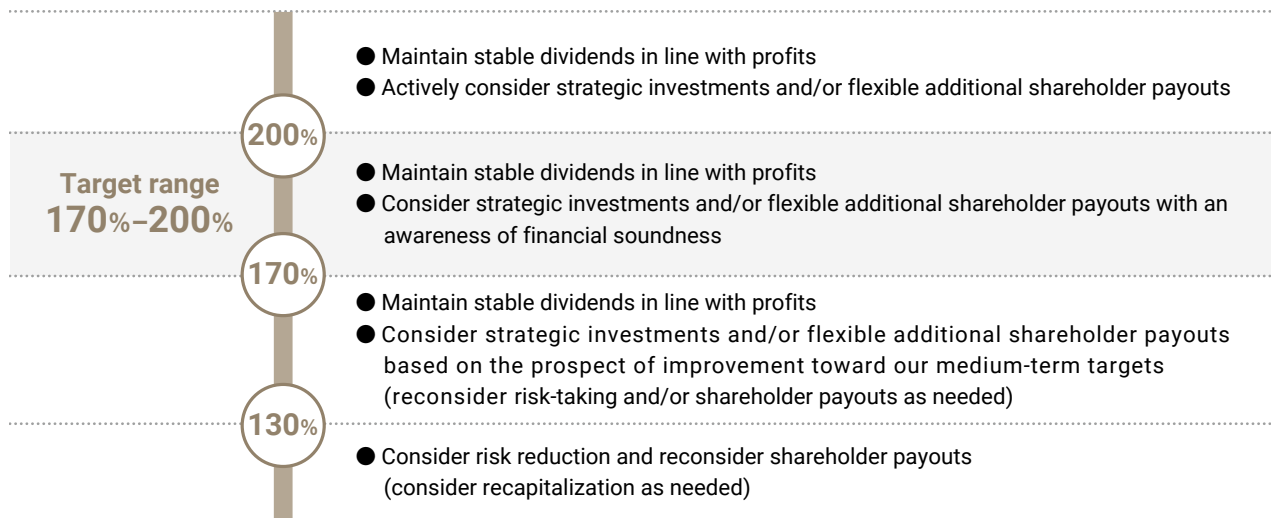 ● Maintain stable dividends in line with profits
● Actively consider strategic investments and/or flexible additional shareholder payouts
200%
Target range
170%–200%
● Maintain stable dividends in line with profits
● Consider strategic investments and/or flexible additional shareholder payouts with an
awareness of financial soundness
170%
● Maintain stable dividends in line with profits
● Consider strategic investments and/or flexible additional shareholder payouts
based on the prospect of improvement toward our medium-term targets
(reconsider risk-taking and/or shareholder payouts as needed)
130%
● Consider risk reduction and reconsider shareholder payouts
(consider recapitalization as needed)